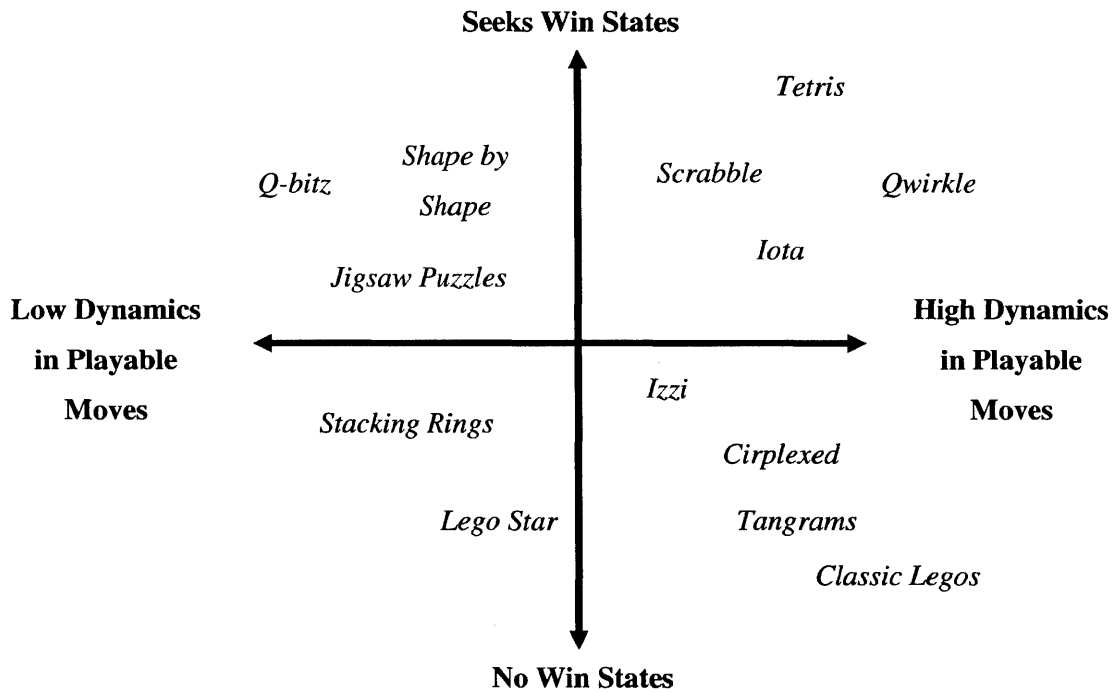 Seeks Win States
Tetris
Shape by
Shape
Q-bitz
Scrabble
Qwirkle
Iota
Jigsaw Puzzles
Low Dynamics
in Playable
Moves
High Dynamics
in Playable
Moves
Izzi
Stacking Rings
Cirplexed
Lego Star
Tangrams
Classic Legos
No Win States